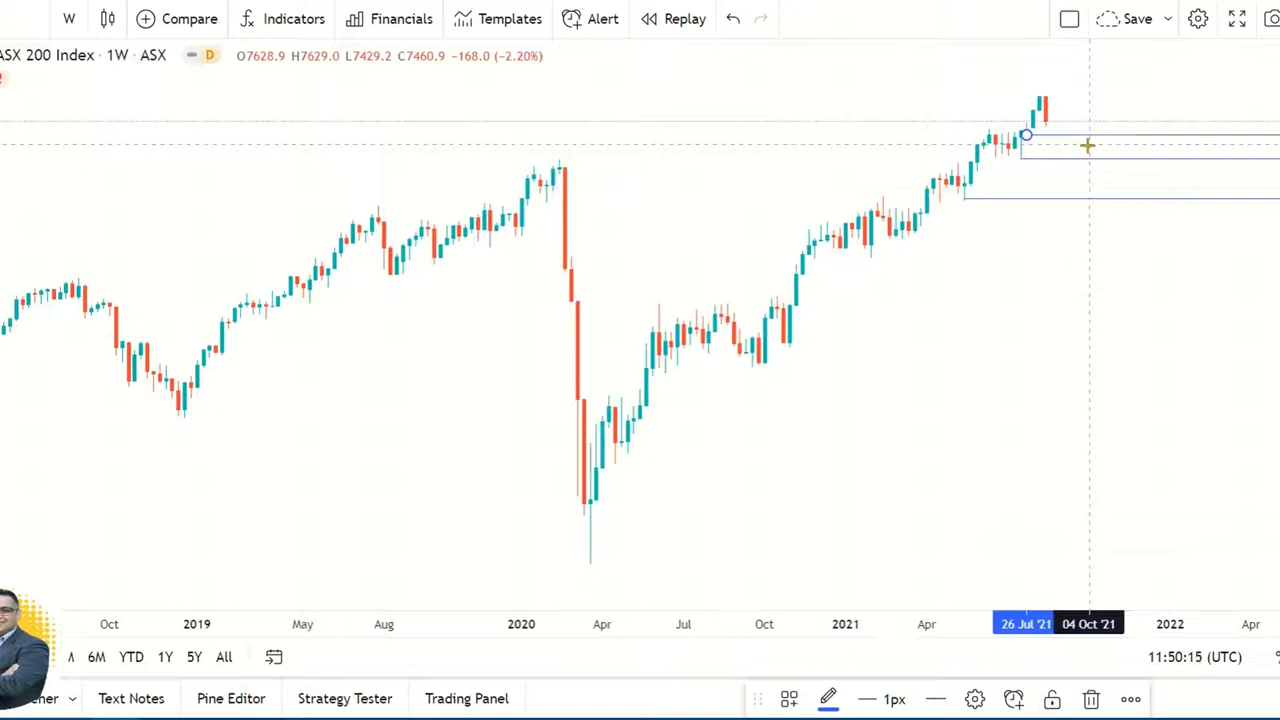 W Compare Indicators Financials Templates Alert Replay Save
ASX 200 Index · 1W · ASX D O7628.9 H7629.0 L7429.2 C7460.9 −168.0 (−2.20%)
Oct 2019 May Aug 2020 Apr Jul Oct 2021 Apr 26 Jul '21 04 Oct '21 2022 Apr
6M YTD 1Y 5Y All 11:50:15 (UTC) %
Text Notes Pine Editor Strategy Tester Trading Panel 1px